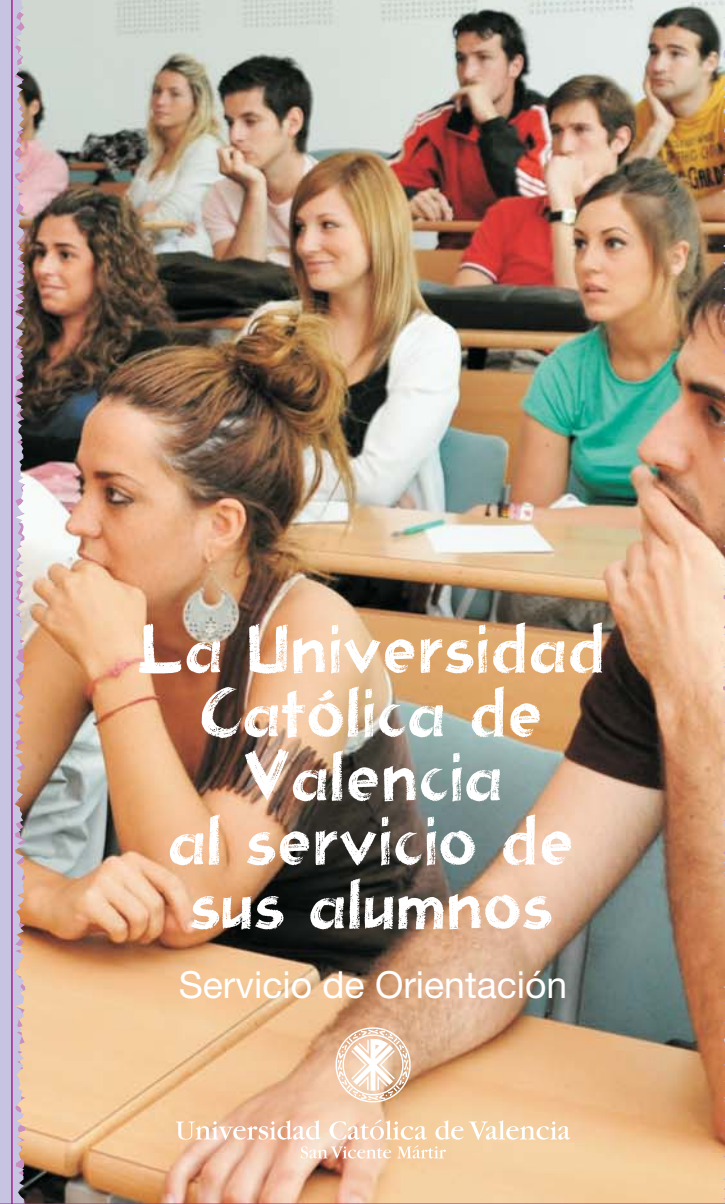 La Universidad
Católica de
Valencia
al servicio de
sus alumnos
Servicio de Orientación
Universidad Católica de Valencia
San Vicente Mártir